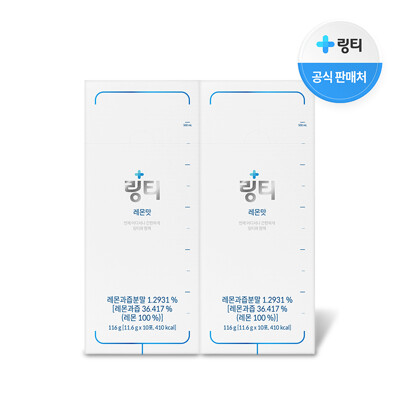 링티
공식 판매처
링티
레몬맛
레몬과즙분말 1.2931 %
[레몬과즙 36.417 %
(레몬 100 %)]
116 g [11.6 g x 10포, 410 kcal]
링티
레몬맛
레몬과즙분말 1.2931 %
[레몬과즙 36.417 %
(레몬 100 %)]
116 g [11.6 g x 10포, 410 kcal]